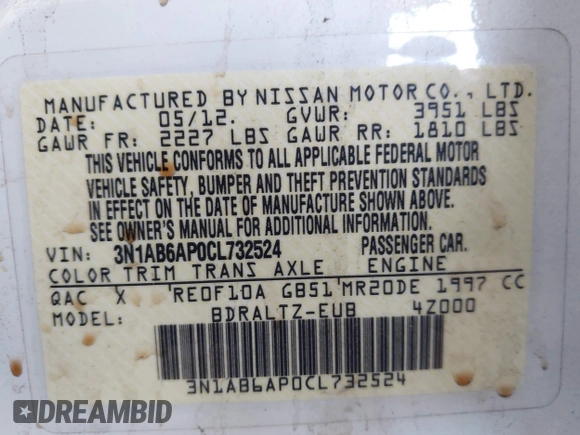 MANUFACTURED BY NISSAN MOTOR CO., LTD.
DATE: 05/12. GVWR: 3951 LBS
GAWR FR: 2227 LBS GAWR RR: 1810 LBS
THIS VEHICLE CONFORMS TO ALL APPLICABLE FEDERAL MOTOR
VEHICLE SAFETY, BUMPER AND THEFT PREVENTION STANDARDS
IN EFFECT ON THE DATE OF MANUFACTURE SHOWN ABOVE.
SEE OWNER'S MANUAL FOR ADDITIONAL INFORMATION.
VIN: 3N1AB6AP0CL732524 PASSENGER CAR.
COLOR TRIM TRANS AXLE ENGINE
QAC X 'RE0F10A GB51'MR20DE 1997 CC
MODEL: BDRALTZ-EUB 4Z000
3N1AB6AP0CL732524
DREAMBID